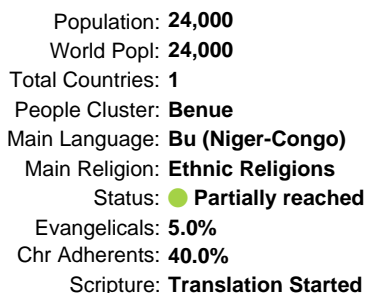 Population: 24,000
World Popl: 24,000
Total Countries: 1
People Cluster: Benue
Main Language: Bu (Niger-Congo)
Main Religion: Ethnic Religions
Status: Partially reached
Evangelicals: 5.0%
Chr Adherents: 40.0%
Scripture: Translation Started